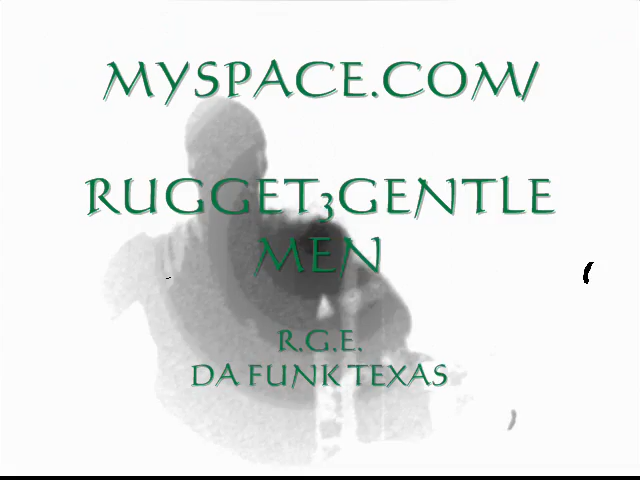 MYSPACE.COM/
RUGGET3GENTLE
MEN
R.G.E.
DA FUNK TEXAS